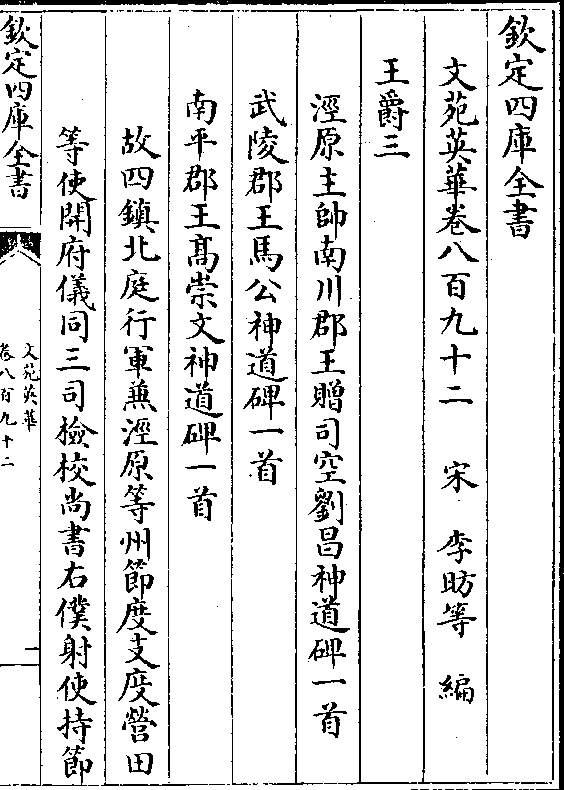 欽定四庫全書
文苑英華卷八百九十二 宋 李昉等 編
王爵三
涇原主帥南川郡王贈司空劉昌神道碑一首
武陵郡王馬公神道碑一首
南平郡王髙崇文神道碑一首
故四鎮北庭行軍兼涇原等州節度支度營田
等使開府儀同三司檢校尚書右僕射使持節
欽定四庫全書
文苑英華
卷八百九十二
一